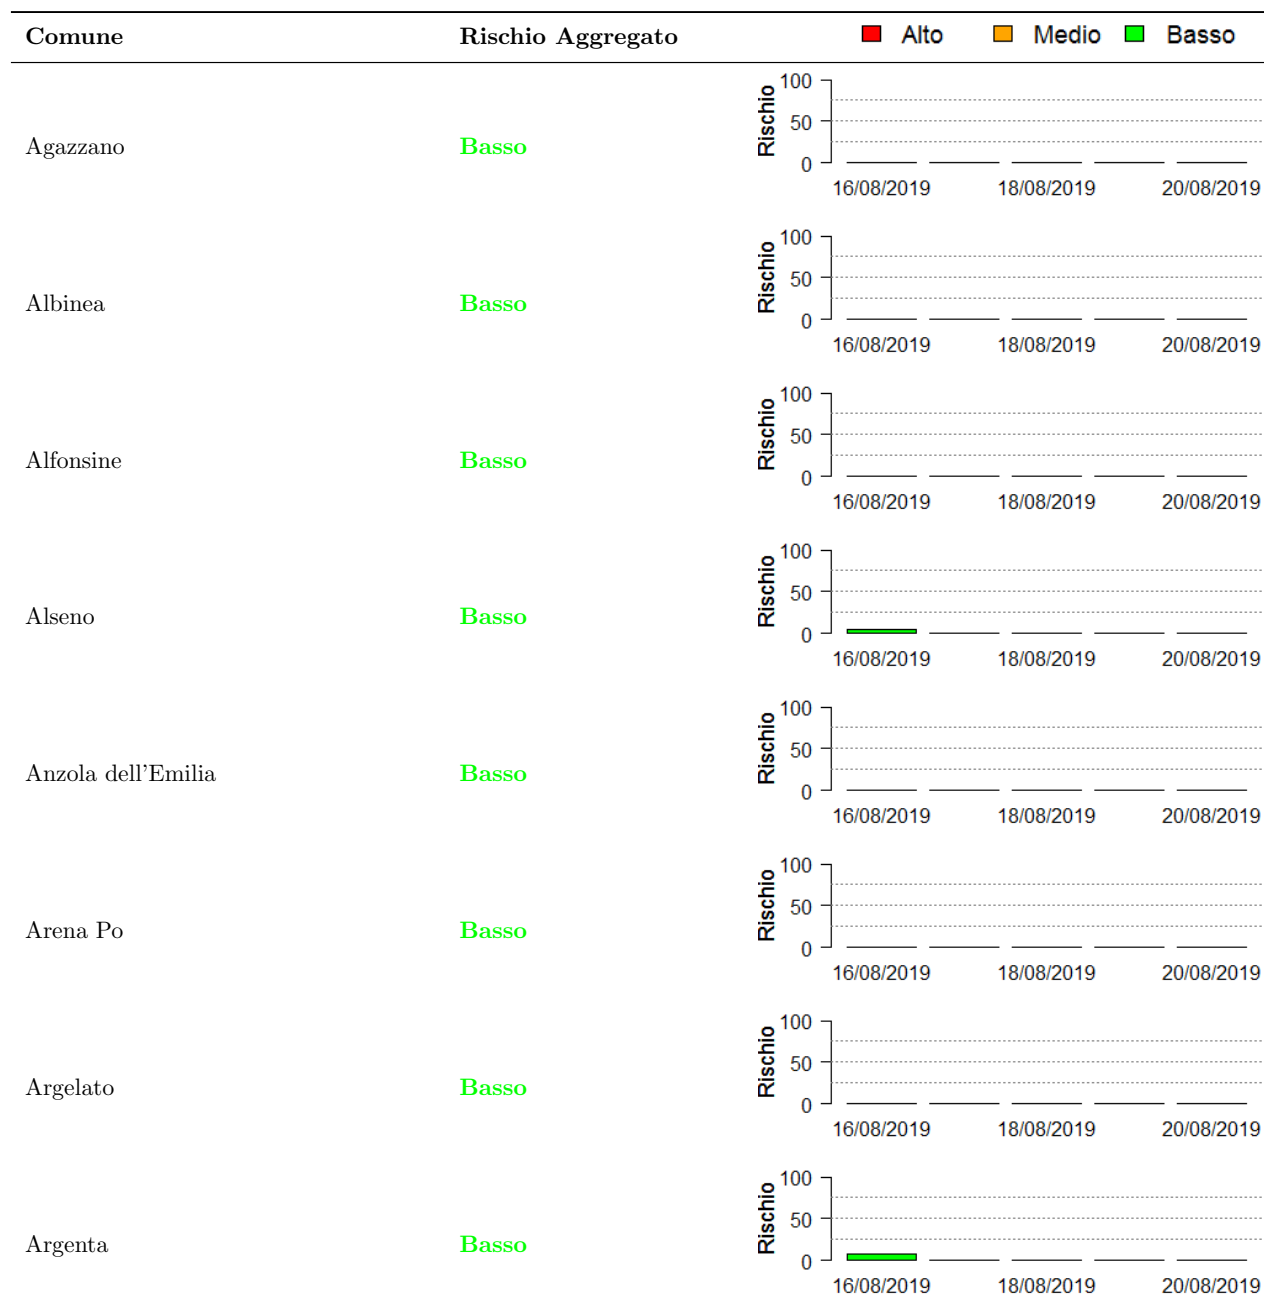 Comune Rischio Aggregato Alto Medio Basso
100
50
0
Rischio
Agazzano Basso
16/08/2019 18/08/2019 20/08/2019
100
50
0
Rischio
Albinea Basso
16/08/2019 18/08/2019 20/08/2019
100
50
0
Rischio
Alfonsine Basso
16/08/2019 18/08/2019 20/08/2019
100
50
0
Rischio
Alseno Basso
16/08/2019 18/08/2019 20/08/2019
100
50
0
Rischio
Anzola dell'Emilia Basso
16/08/2019 18/08/2019 20/08/2019
100
50
0
Rischio
Arena Po Basso
16/08/2019 18/08/2019 20/08/2019
100
50
0
Rischio
Argelato Basso
16/08/2019 18/08/2019 20/08/2019
100
50
0
Rischio
Argenta Basso
16/08/2019 18/08/2019 20/08/2019